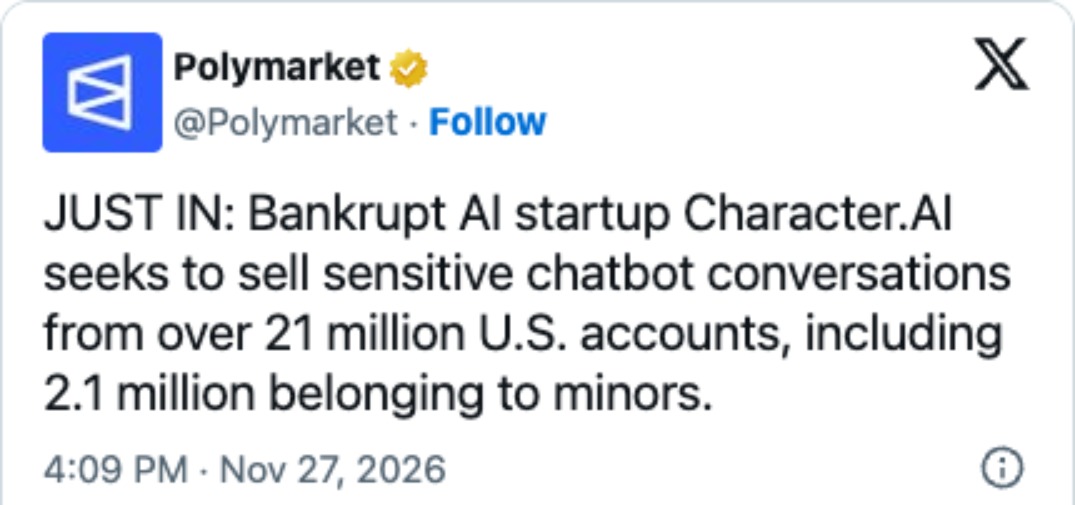 Polymarket
@Polymarket · Follow
JUST IN: Bankrupt AI startup Character.AI
seeks to sell sensitive chatbot conversations
from over 21 million U.S. accounts, including
2.1 million belonging to minors.
4:09 PM · Nov 27, 2026